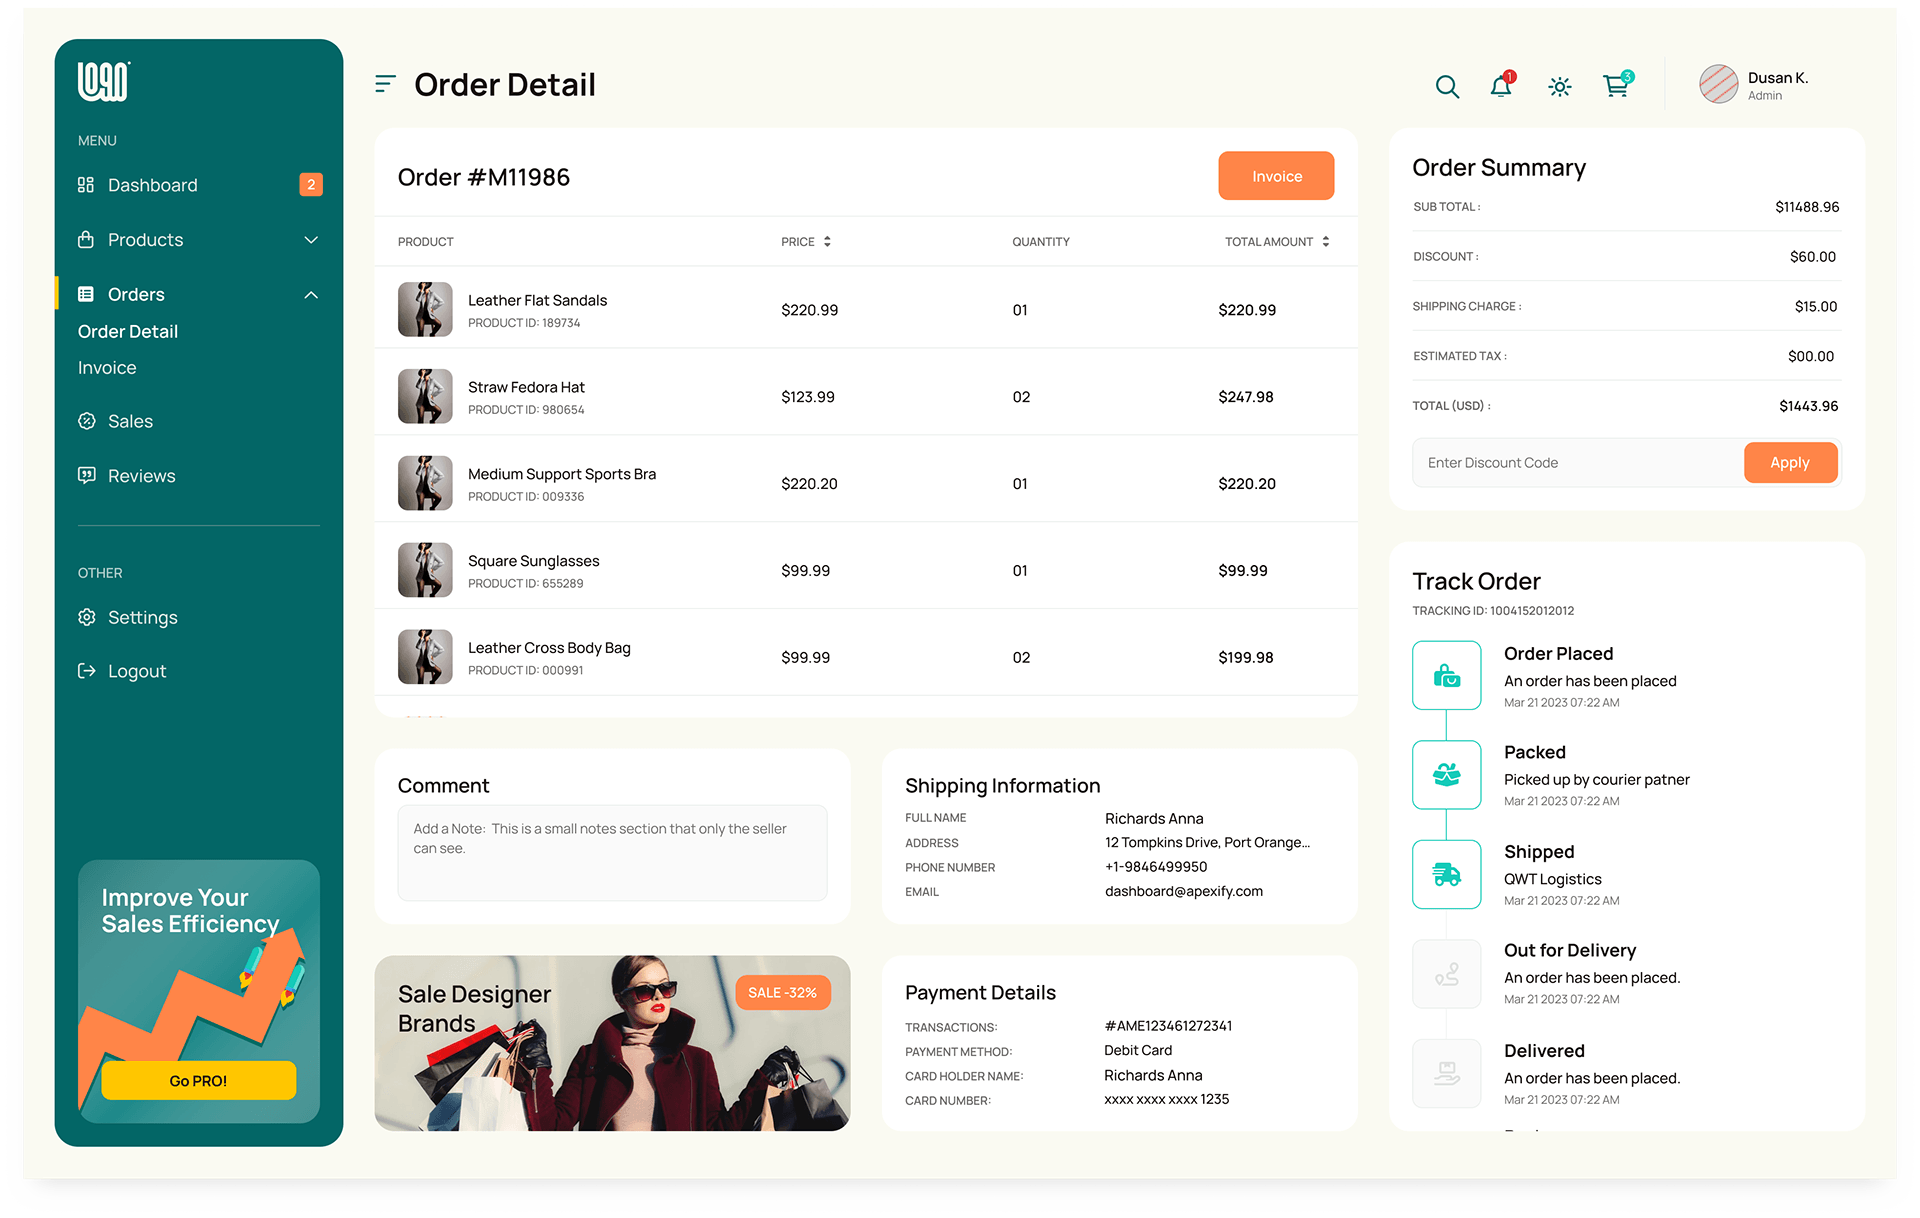 Logo
MENU
Dashboard
2
Products
Orders
Order Detail
Invoice
Sales
Reviews
OTHER
Settings
Logout
Improve Your
Sales Efficiency
Go PRO!
Order Detail
1
3
Dusan K.
Admin
Order #M11986
Invoice
PRODUCT PRICE QUANTITY TOTAL AMOUNT
Leather Flat Sandals
PRODUCT ID: 189734
$220.99 01 $220.99
Straw Fedora Hat
PRODUCT ID: 980654
$123.99 02 $247.98
Medium Support Sports Bra
PRODUCT ID: 009336
$220.20 01 $220.20
Square Sunglasses
PRODUCT ID: 655289
$99.99 01 $99.99
Leather Cross Body Bag
PRODUCT ID: 000991
$99.99 02 $199.98
Comment
Add a Note: This is a small notes section that only the seller
can see.
Sale Designer
Brands
SALE -32%
Shipping Information
FULL NAME Richards Anna
ADDRESS 12 Tompkins Drive, Port Orange...
PHONE NUMBER +1-9846499950
EMAIL dashboard@apexify.com
Payment Details
TRANSACTIONS: #AME123461272341
PAYMENT METHOD: Debit Card
CARD HOLDER NAME: Richards Anna
CARD NUMBER: xxxx xxxx xxxx 1235
Order Summary
SUB TOTAL : $11488.96
DISCOUNT : $60.00
SHIPPING CHARGE : $15.00
ESTIMATED TAX : $00.00
TOTAL (USD) : $1443.96
Enter Discount Code
Apply
Track Order
TRACKING ID: 1004152012012
Order Placed
An order has been placed
Mar 21 2023 07:22 AM
Packed
Picked up by courier patner
Mar 21 2023 07:22 AM
Shipped
QWT Logistics
Mar 21 2023 07:22 AM
Out for Delivery
An order has been placed.
Mar 21 2023 07:22 AM
Delivered
An order has been placed.
Mar 21 2023 07:22 AM